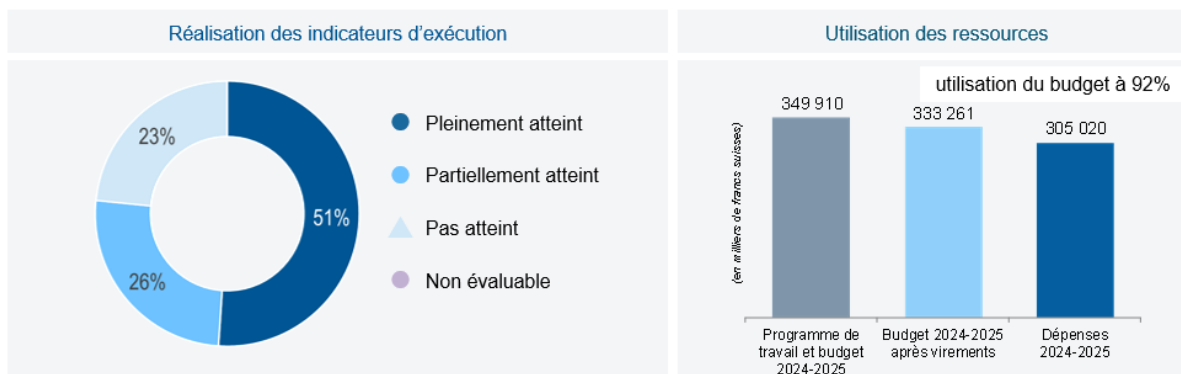 Réalisation des indicateurs d’exécution
23%
51%
26%
Pleinement atteint
Partiellement atteint
Pas atteint
Non évaluable
Utilisation des ressources
utilisation du budget à 92%
(en milliers de francs suisses)
349 910
333 261
305 020
Programme de
travail et budget
2024-2025
Budget 2024-2025
après virements
Dépenses
2024-2025